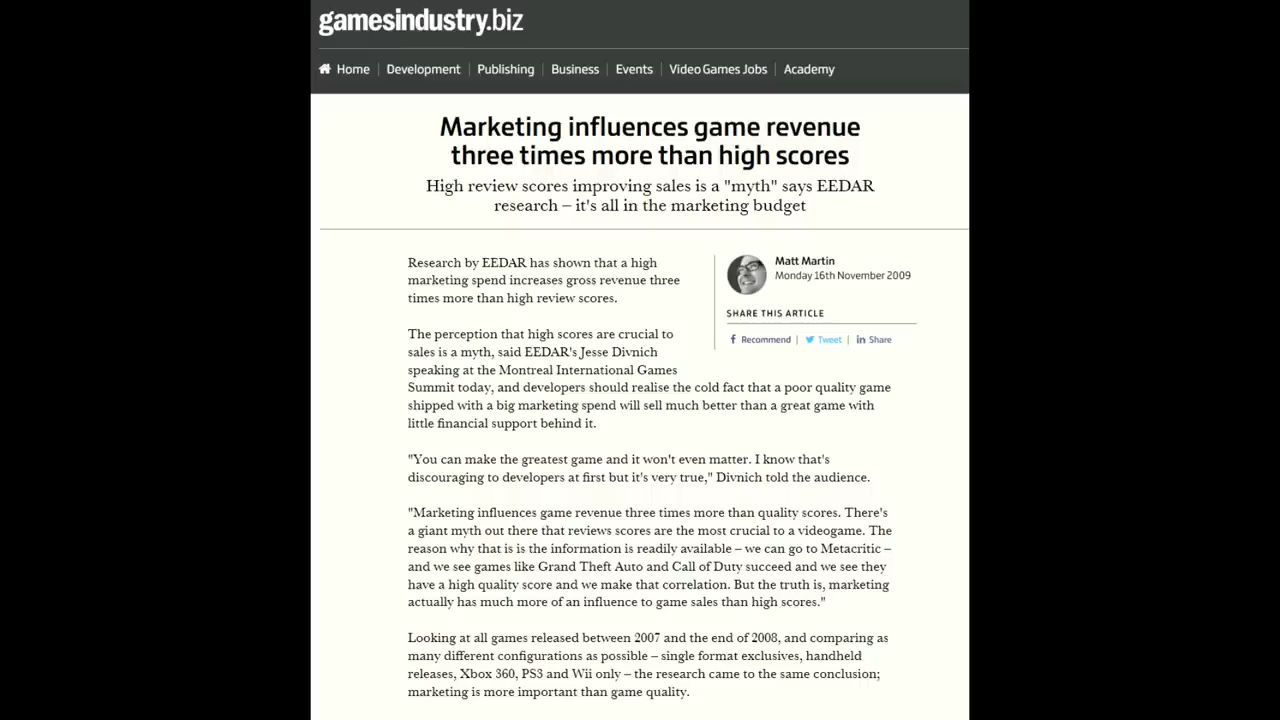 gamesindustry.biz
Home Development Publishing Business Events Video Games Jobs Academy
Marketing influences game revenue
three times more than high scores
High review scores improving sales is a "myth" says EEDAR
research – it's all in the marketing budget
Research by EEDAR has shown that a high
marketing spend increases gross revenue three
times more than high review scores.
Matt Martin
Monday 16th November 2009
SHARE THIS ARTICLE
Recommend Tweet Share
The perception that high scores are crucial to
sales is a myth, said EEDAR's Jesse Divnich
speaking at the Montreal International Games
Summit today, and developers should realise the cold fact that a poor quality game
shipped with a big marketing spend will sell much better than a great game with
little financial support behind it.
"You can make the greatest game and it won't even matter. I know that's
discouraging to developers at first but it's very true," Divnich told the audience.
"Marketing influences game revenue three times more than quality scores. There's
a giant myth out there that reviews scores are the most crucial to a videogame. The
reason why that is is the information is readily available – we can go to Metacritic –
and we see games like Grand Theft Auto and Call of Duty succeed and we see they
have a high quality score and we make that correlation. But the truth is, marketing
actually has much more of an influence to game sales than high scores."
Looking at all games released between 2007 and the end of 2008, and comparing as
many different configurations as possible – single format exclusives, handheld
releases, Xbox 360, PS3 and Wii only – the research came to the same conclusion;
marketing is more important than game quality.